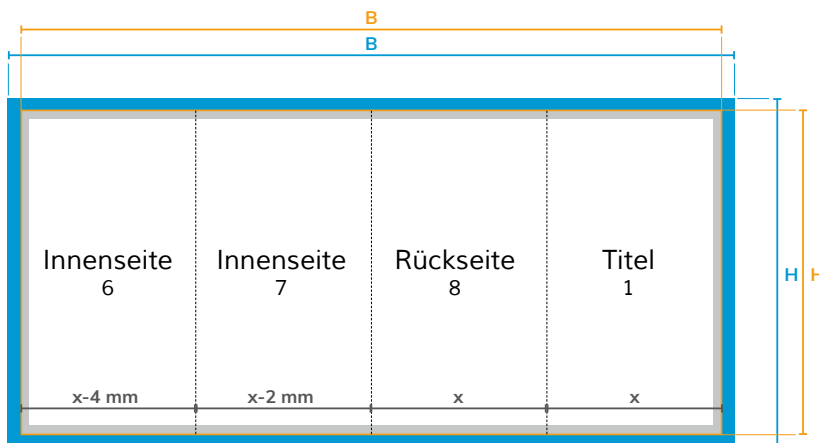 B
B
Innenseite
6
Innenseite
7
Rückseite
8
Titel
1
H
H
x-4 mm
x-2 mm
x
x